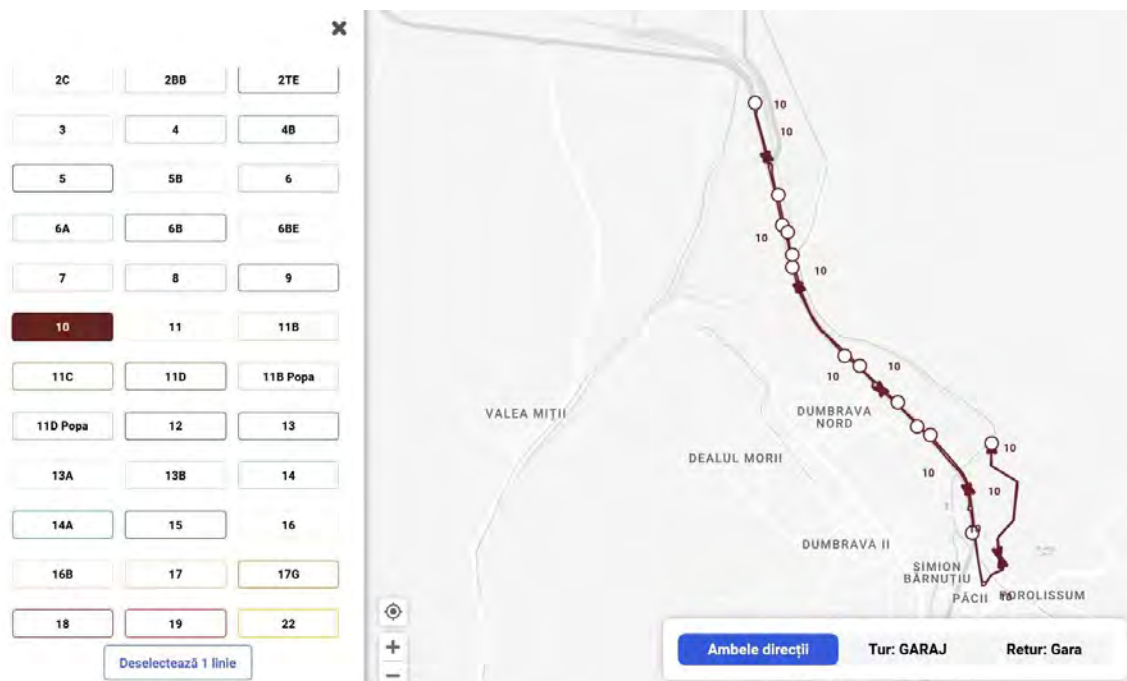 2C 2BB 2TE
3 4 4B
5 5B 6
6A 6B 6BE
7 8 9
10 11 11B
11C 11D 11B Popa
11D Popa 12 13
13A 13B 14
14A 15 16
16B 17 17G
18 19 22
Deselectează 1 linie
10
10
10
10
10
10
VALEA MIȚII
DUMBRAVA
NORD
DEALUL MORII
10
10
10
DUMBRAVA II
10
SIMION
BĂRNUȚIU
PĂCII
10
POROLISSUM
Ambele direcții Tur: GARAJ Retur: Gara